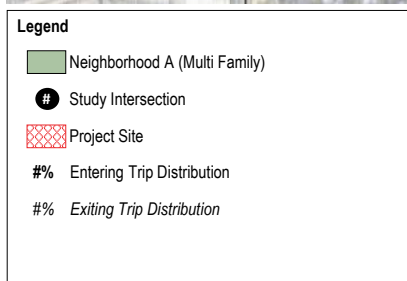 Legend
Neighborhood A (Multi Family)
# Study Intersection
Project Site
#% Entering Trip Distribution
#% Exiting Trip Distribution